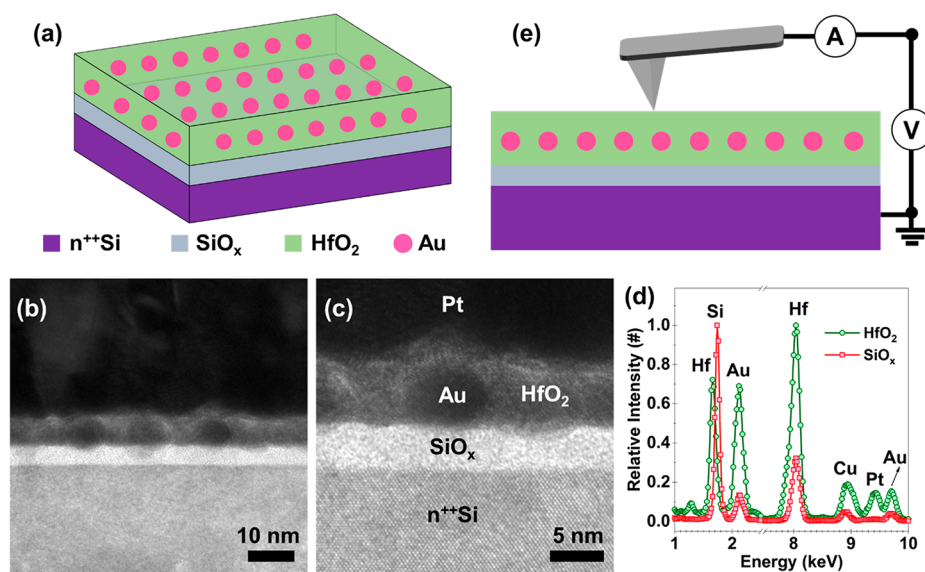 (a)
n++Si
SiOx
HfO2
Au
(e)
A
V
(b)
10 nm
(c)
Pt
Au
HfO2
SiOx
n++Si
5 nm
(d)
Si
Hf
Hf
Au
Cu
Pt
Au
HfO2
SiOx
Relative Intensity (#)
1.0
0.8
0.6
0.4
0.2
0.0
1 2 8 9 10
Energy (keV)